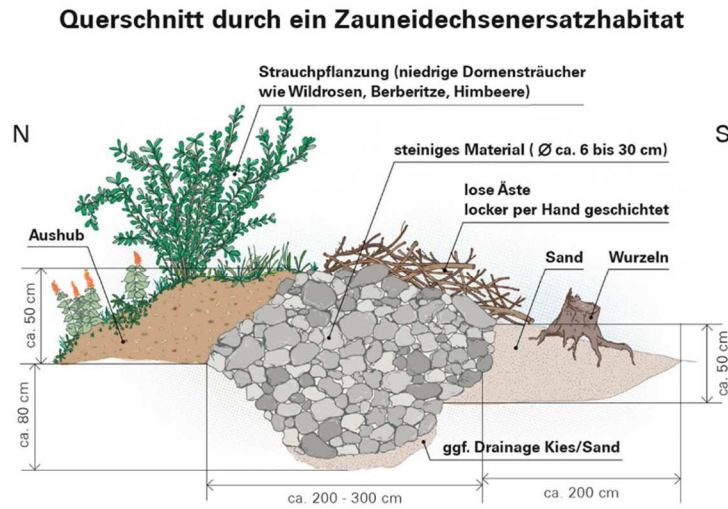 Querschnitt durch ein Zauneidechsenersatzhabitat
Strauchpflanzung (niedrige Dornensträucher
wie Wildrosen, Berberitze, Himbeere)
N
S
steiniges Material ( Ø ca. 6 bis 30 cm)
lose Äste
locker per Hand geschichtet
Aushub
Sand
Wurzeln
ca. 50 cm
ca. 50 cm
ca. 80 cm
ggf. Drainage Kies/Sand
ca. 200 - 300 cm
ca. 200 cm